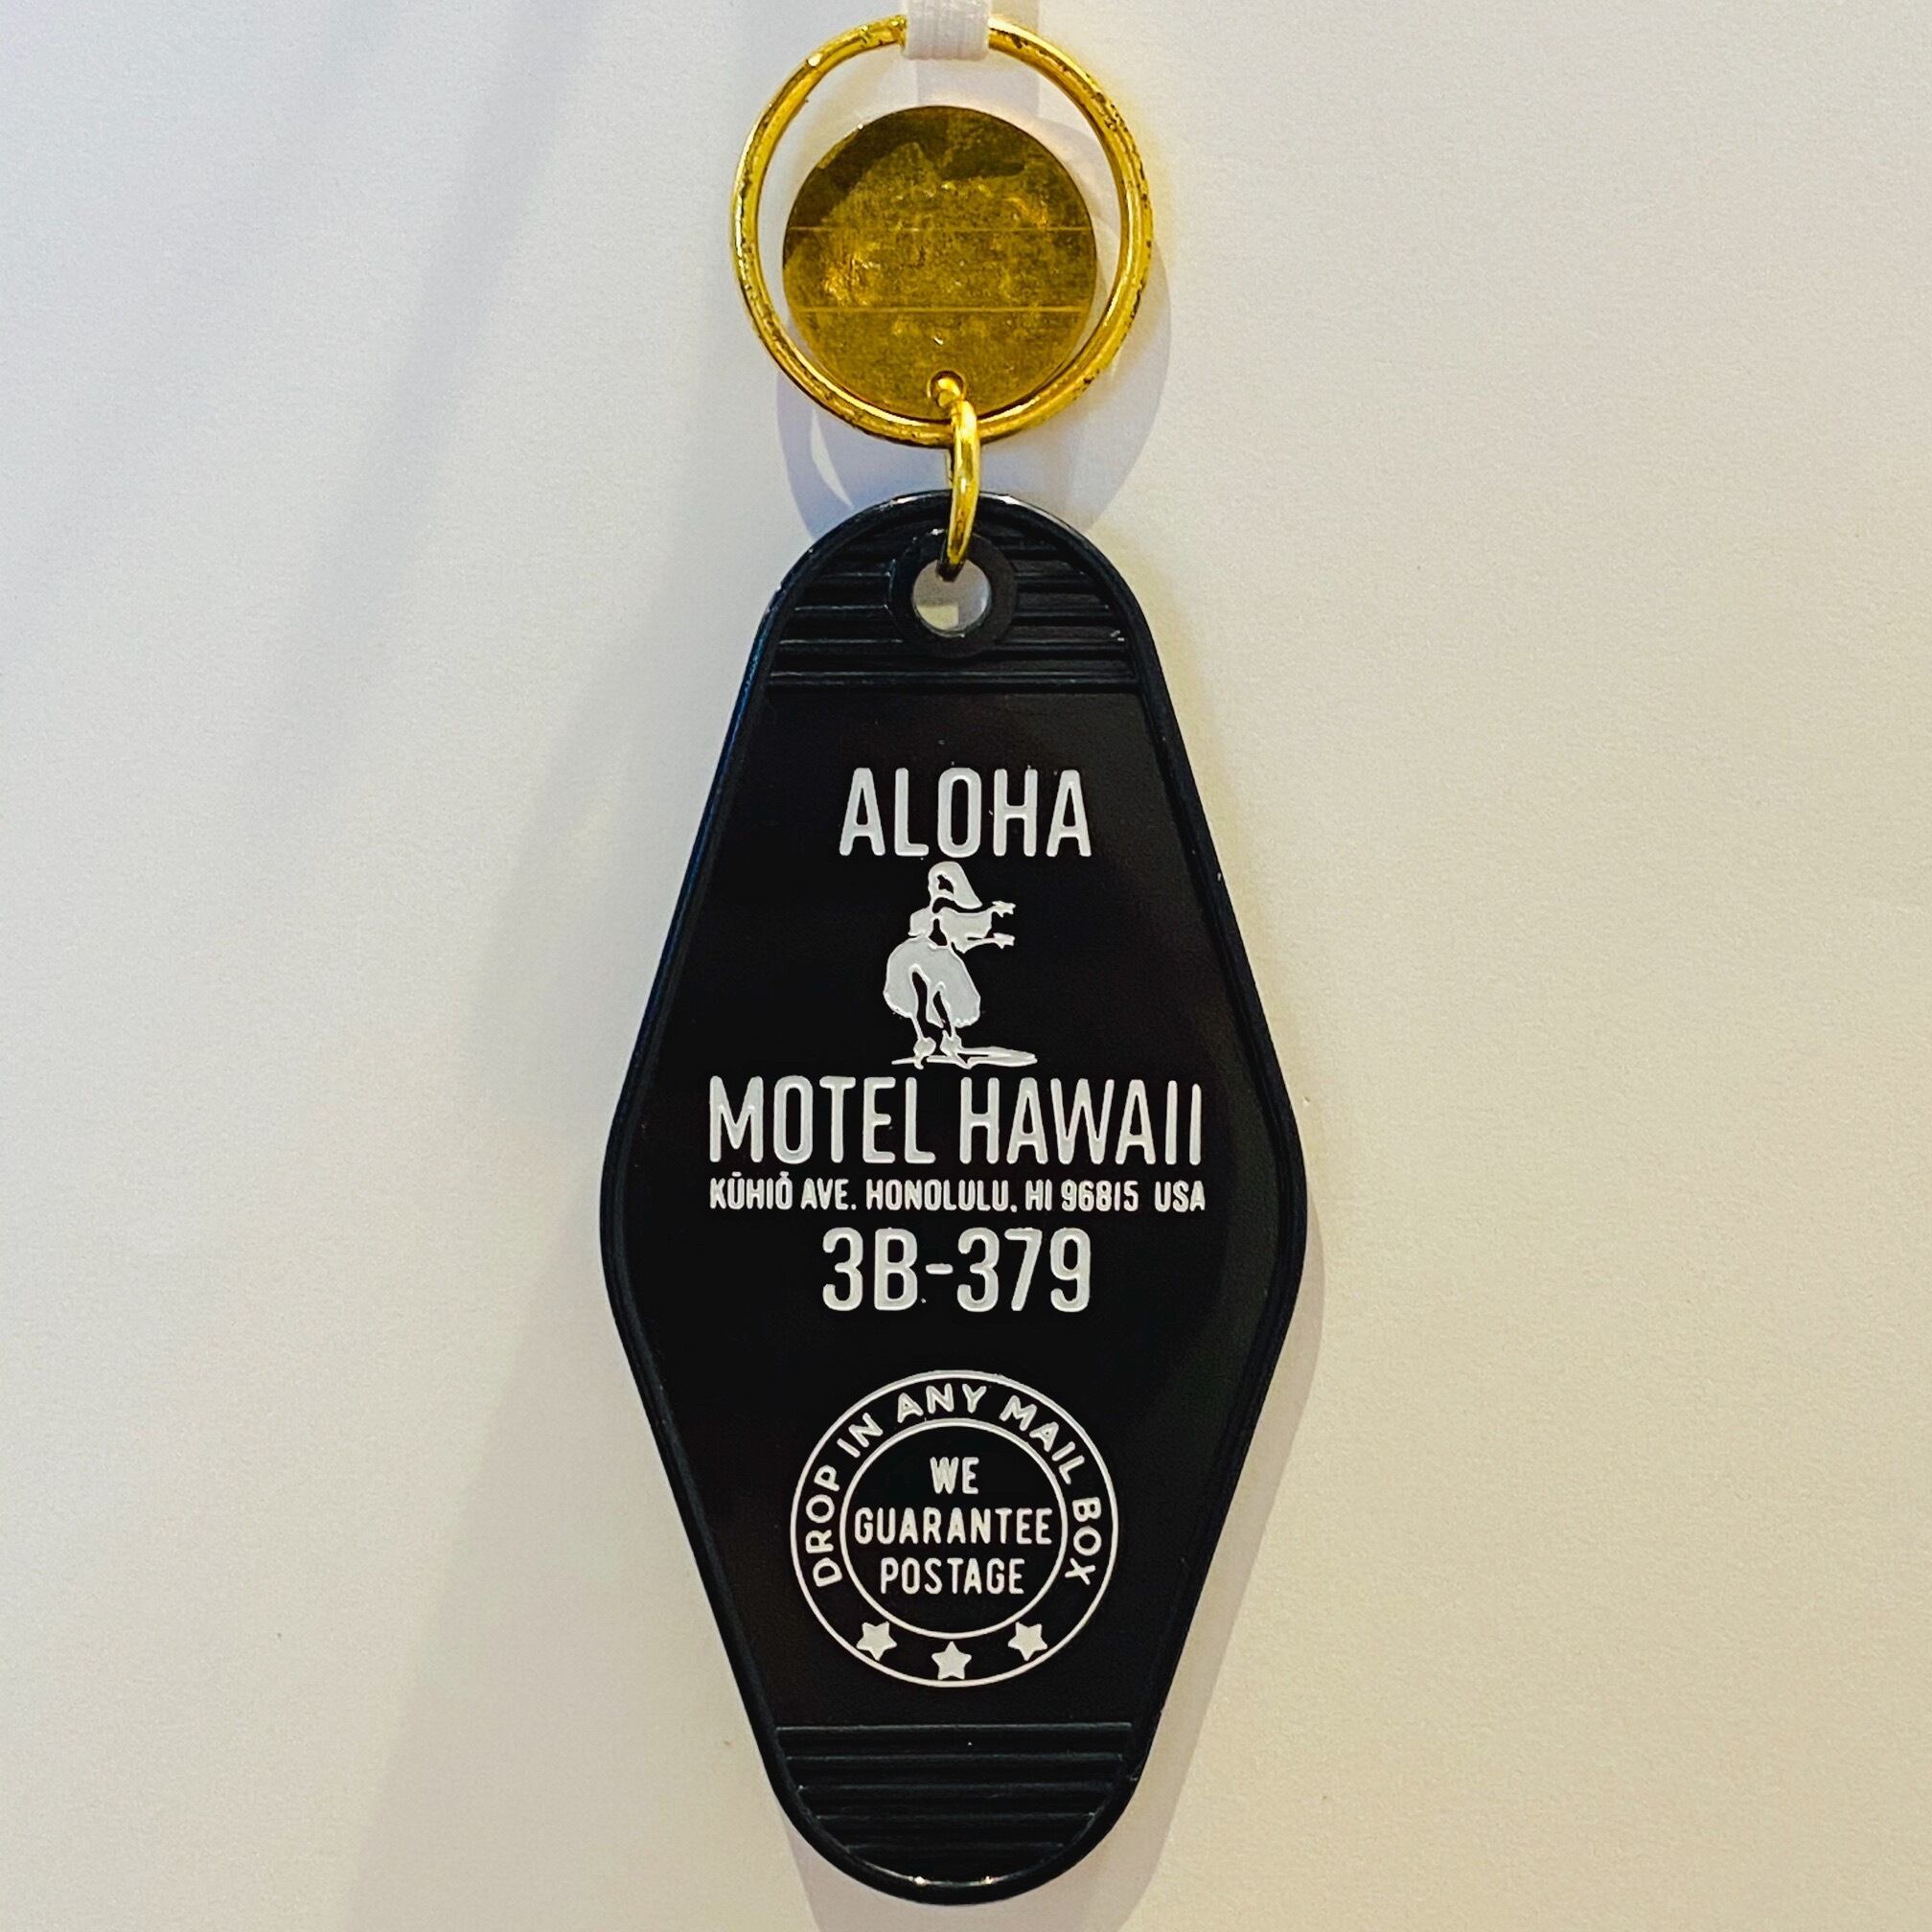 ALOHA
MOTEL HAWAII
KŪHIŌ AVE. HONOLULU, HI 96815 USA
3B-379
DROP IN ANY MAIL BOX
WE
GUARANTEE
POSTAGE